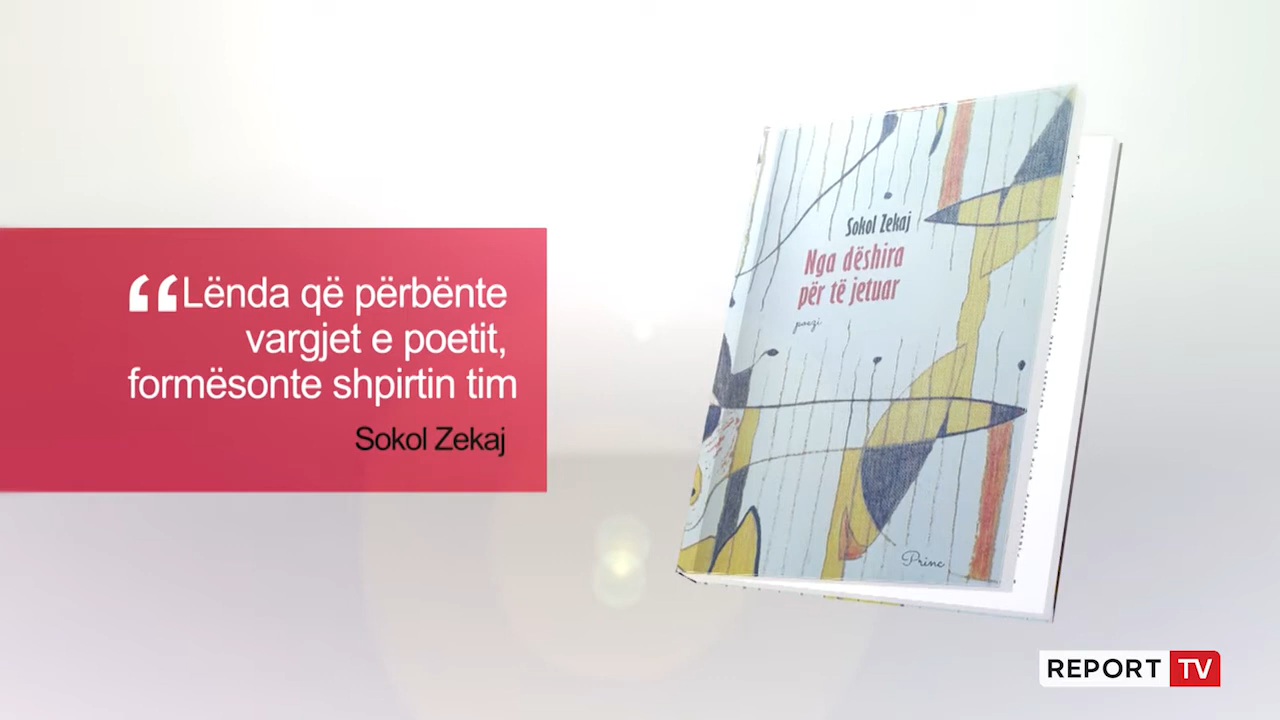 “Lënda që përbënte
vargjet e poetit,
formësonte shpirtin tim
Sokol Zekaj
Sokol Zekaj
Nga dëshira
për të jetuar
poezi
Princ
REPORT TV